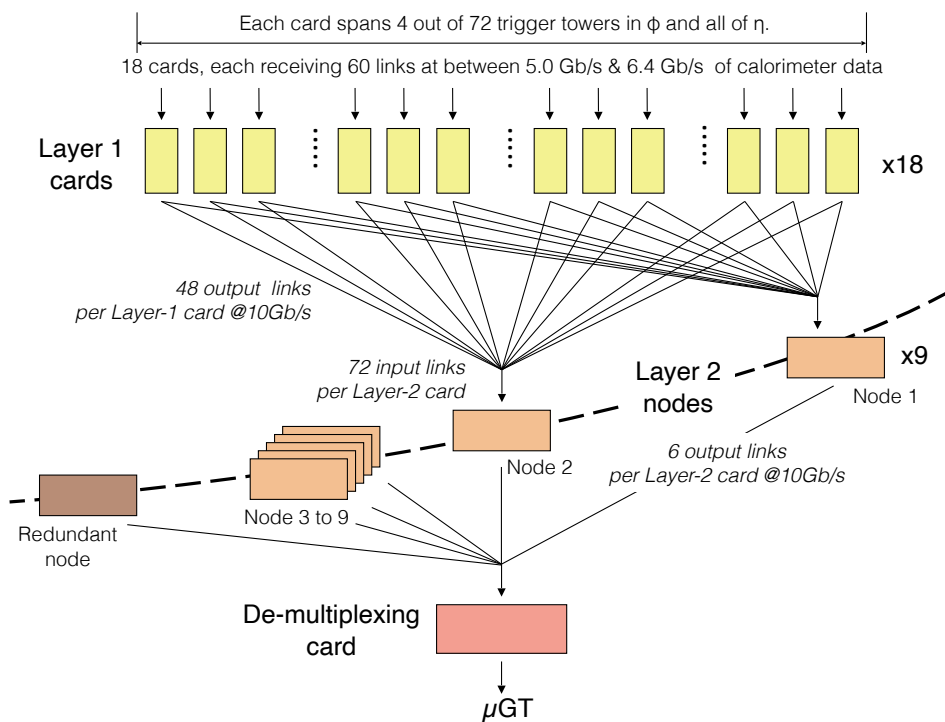 Each card spans 4 out of 72 trigger towers in ϕ and all of η.
18 cards, each receiving 60 links at between 5.0 Gb/s & 6.4 Gb/s of calorimeter data
Layer 1
cards
x18
48 output links
per Layer-1 card @10Gb/s
72 input links
per Layer-2 card
Layer 2
nodes
x9
Node 1
Node 2
6 output links
per Layer-2 card @10Gb/s
Node 3 to 9
Redundant
node
De-multiplexing
card
μGT